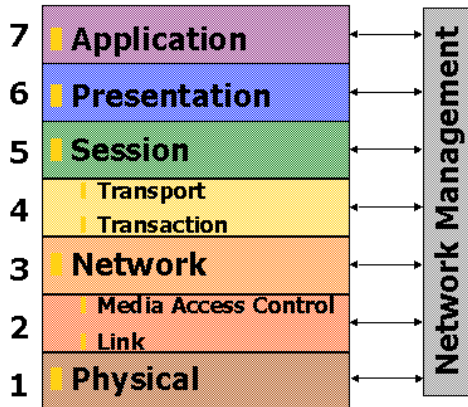 7 Application
6 Presentation
5 Session
4 Transport
Transaction
3 Network
2 Media Access Control
Link
1 Physical
Network Management